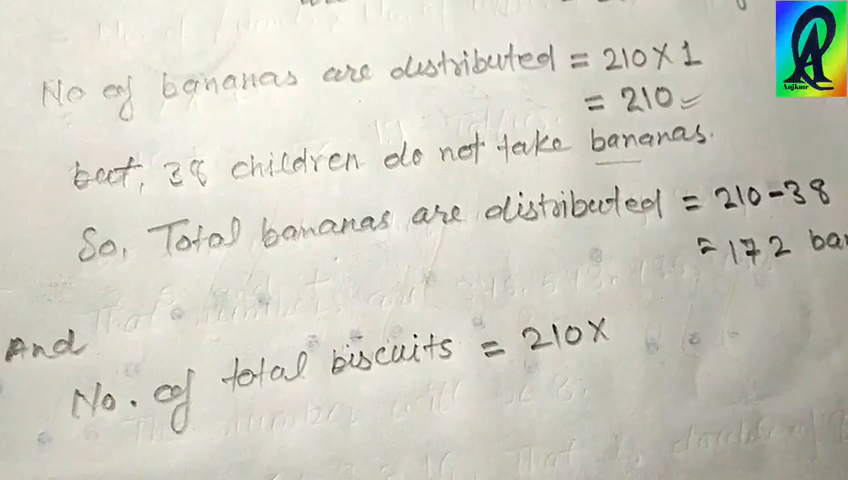 No of bananas are distributed = 210 X 1
= 210
but, 38 children do not take bananas.
So, Total bananas are distributed = 210-38
= 172 ba
And
No. of total biscuits = 210 X
Anjkmr